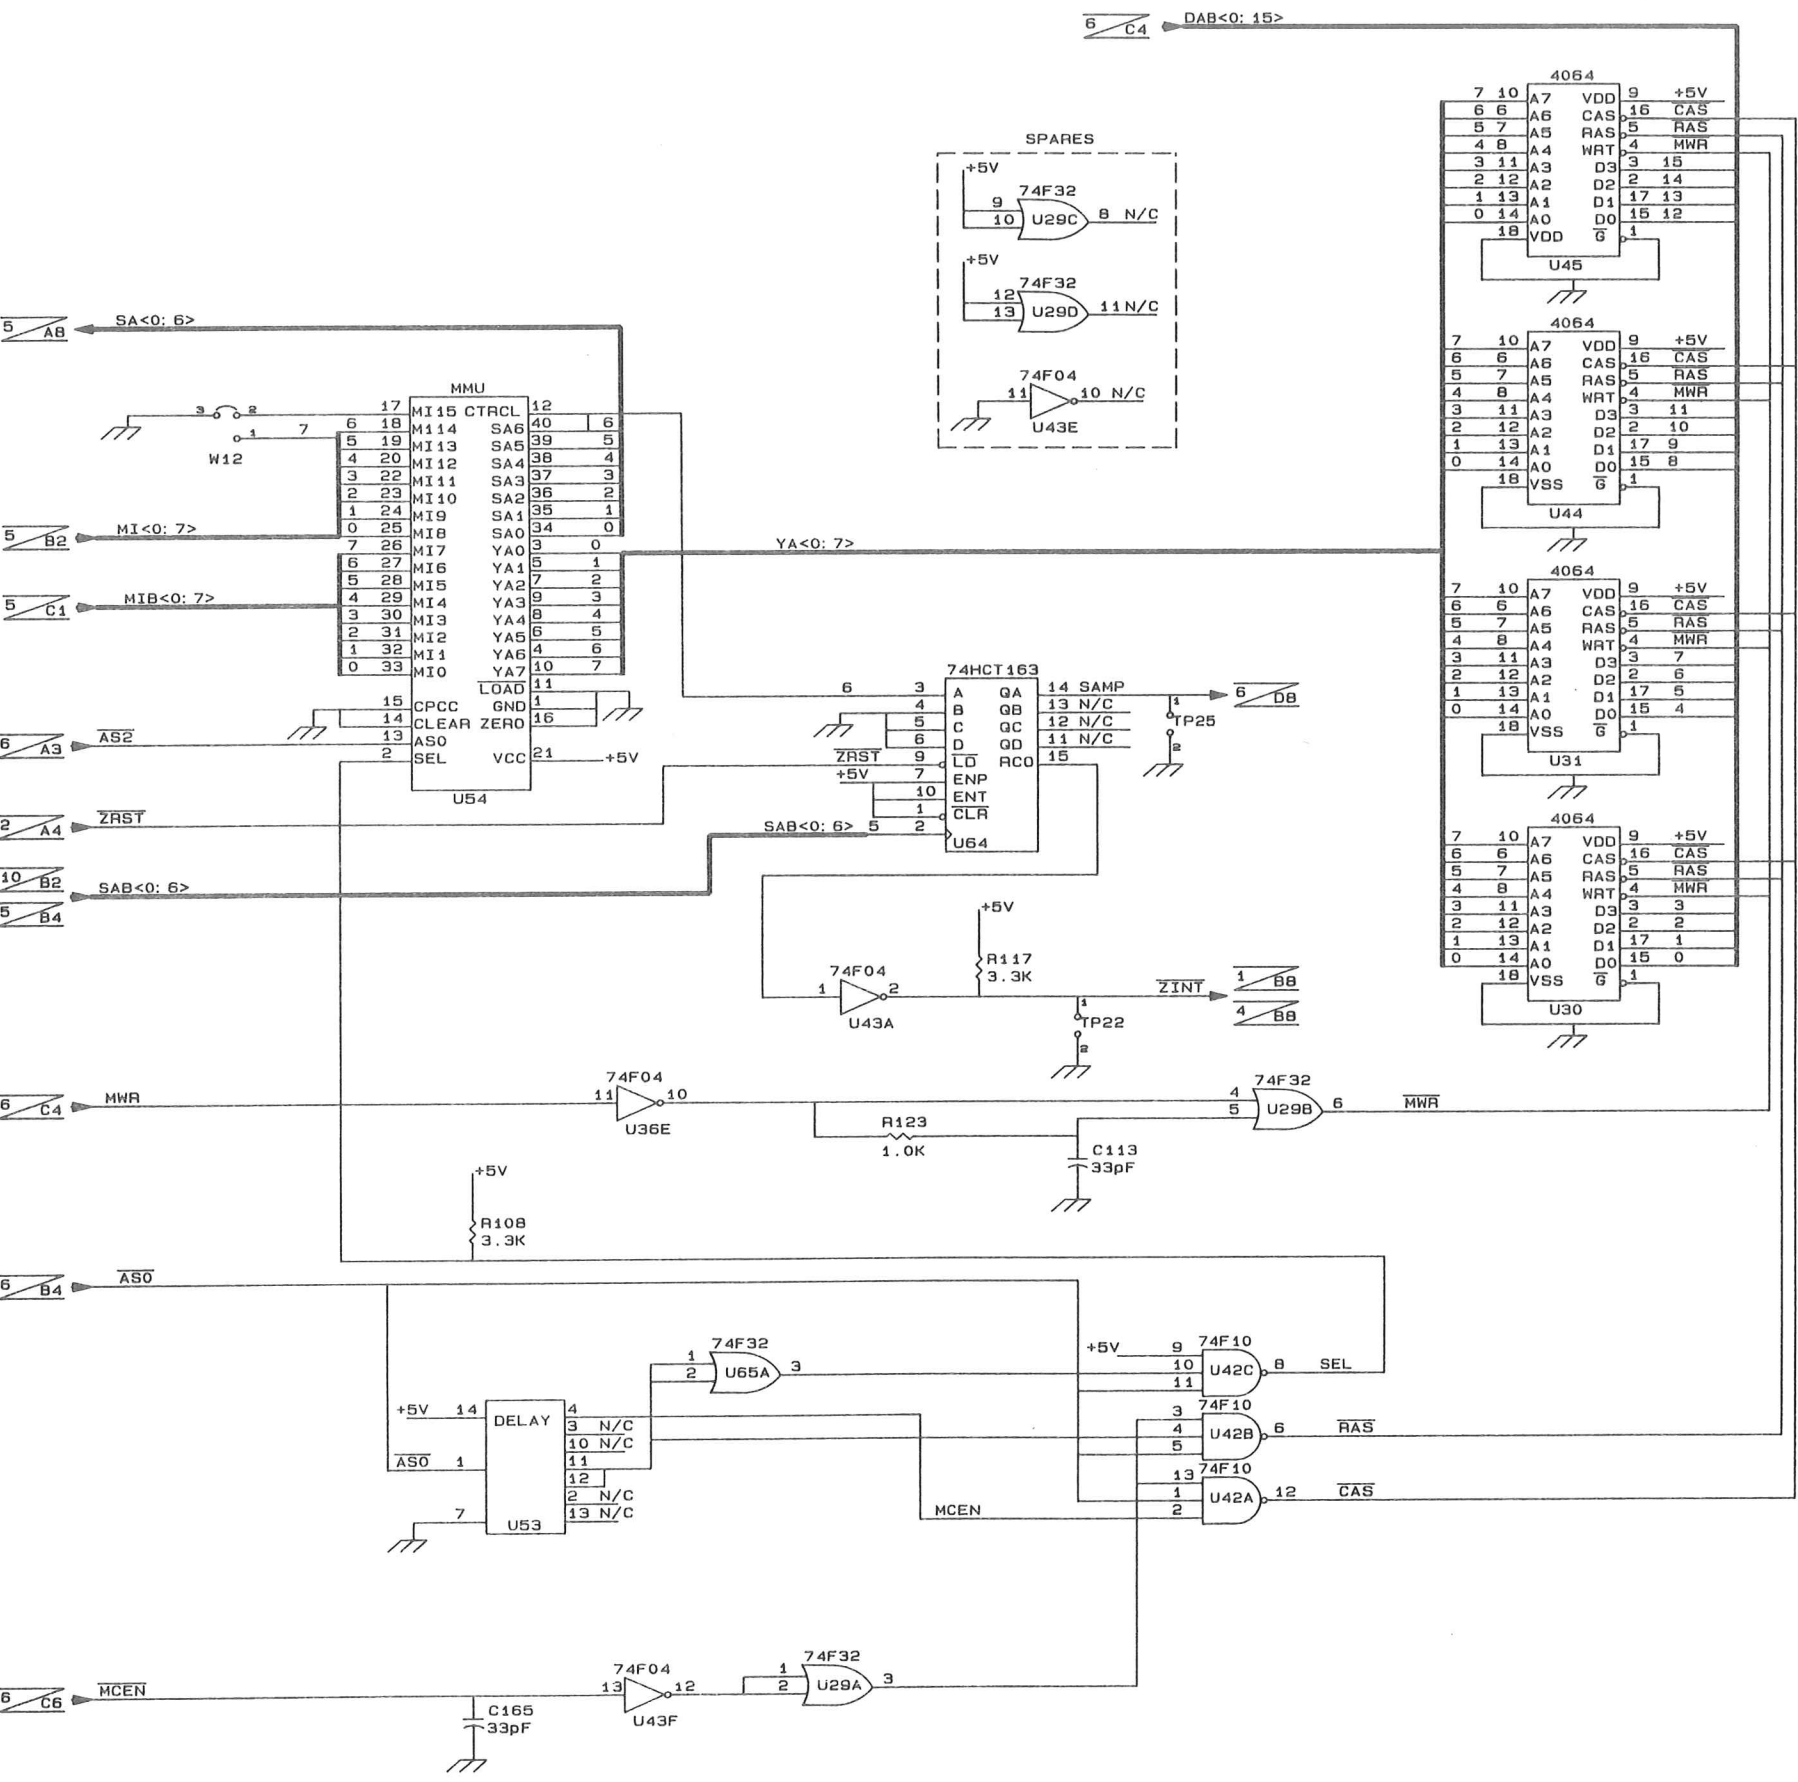 6 C4 DAB<0: 15>
SPARES
+5V
74F32
9
10 U29C 8 N/C
+5V
74F32
12
13 U29D 11 N/C
74F04
11 10 N/C
U43E
4064
7 10 A7 VDD 9 +5V
6 6 A6 CAS 16 CAS
5 7 A5 RAS 5 RAS
4 8 A4 WRT 4 MWR
3 11 A3 D3 3 15
2 12 A2 D2 2 14
1 13 A1 D1 17 13
0 14 A0 D0 15 12
18 VDD G 1
U45
4064
7 10 A7 VDD 9 +5V
6 6 A6 CAS 16 CAS
5 7 A5 RAS 5 RAS
4 8 A4 WRT 4 MWR
3 11 A3 D3 3 11
2 12 A2 D2 2 10
1 13 A1 D1 17 9
0 14 A0 D0 15 8
18 VSS G 1
U44
4064
7 10 A7 VDD 9 +5V
6 6 A6 CAS 16 CAS
5 7 A5 RAS 5 RAS
4 8 A4 WRT 4 MWR
3 11 A3 D3 3 7
2 12 A2 D2 2 6
1 13 A1 D1 17 5
0 14 A0 D0 15 4
18 VSS G 1
U31
4064
7 10 A7 VDD 9 +5V
6 6 A6 CAS 16 CAS
5 7 A5 RAS 5 RAS
4 8 A4 WRT 4 MWR
3 11 A3 D3 3 3
2 12 A2 D2 2 2
1 13 A1 D1 17 1
0 14 A0 D0 15 0
18 VSS G 1
U30
5 A8 SA<0: 6>
MMU
3 2 17 MI15 CTRCL 12
1 7 6 18 M114 SA6 40 6
W12
5 19 MI13 SA5 39 5
4 20 MI12 SA4 38 4
3 22 MI11 SA3 37 3
2 23 MI10 SA2 36 2
1 24 MI9 SA1 35 1
5 B2 MI<0: 7> 0 25 MI8 SA0 34 0
7 26 MI7 YA0 3 0 YA<0: 7>
6 27 MI6 YA1 5 1
5 28 MI5 YA2 7 2
5 C1 MIB<0: 7> 4 29 MI4 YA3 9 3
3 30 MI3 YA4 8 4
2 31 MI2 YA5 6 5
1 32 MI1 YA6 4 6
0 33 MI0 YA7 10 7
LOAD 11
15 CPCC GND 1
14 CLEAR ZERO 16
6 A3 AS2 13 ASO
2 SEL VCC 21 +5V
U54
74HCT163
6 3 A QA 14 SAMP 6 D8
4 B QB 13 N/C
5 C QC 12 N/C
6 D QD 11 N/C
1 TP25 2
ZRST 9 LD RCO 15
+5V 7 ENP
10 ENT
1 CLR
SAB<0: 6> 5 2
U64
2 A4 ZRST
10 B2
SAB<0: 6>
5 B4
+5V
R117
3.3K
74F04
1 2
U43A
ZINT
1 B8
4 B8
1
TP22
2
6 C4 MWR
74F04
11 10
U36E
R123
1.0K
C113
33pF
74F32
4
5 U29B 6 MWR
+5V
R108
3.3K
6 B4 AS0
74F32
1
2 U65A 3
+5V 14 DELAY 4
3 N/C
10 N/C
AS0 1 11
12
2 N/C
7 13 N/C
U53
MCEN
74F10
+5V 9
10 U42C 8 SEL
11
74F10
3
4 U42B 6 RAS
5
74F10
13
1 U42A 12 CAS
2
6 C6 MCEN
C165
33pF
74F04
13 12
U43F
74F32
1
2 U29A 3